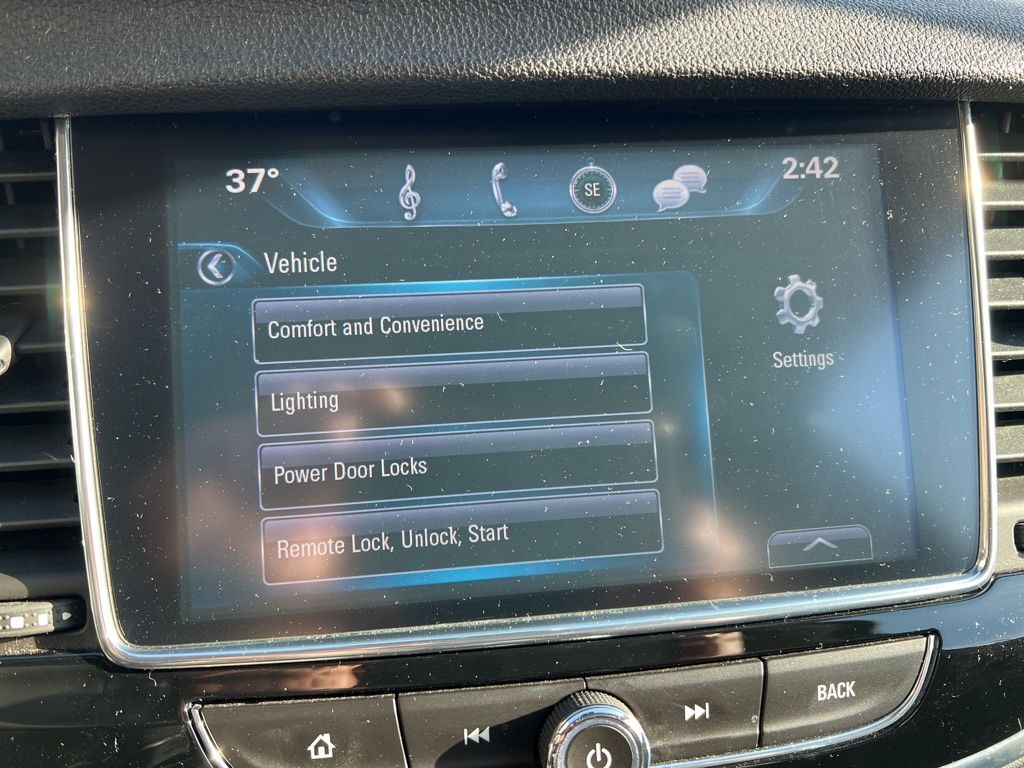 37°
SE
2:42
Vehicle
Comfort and Convenience
Settings
Lighting
Power Door Locks
Remote Lock, Unlock, Start
BACK